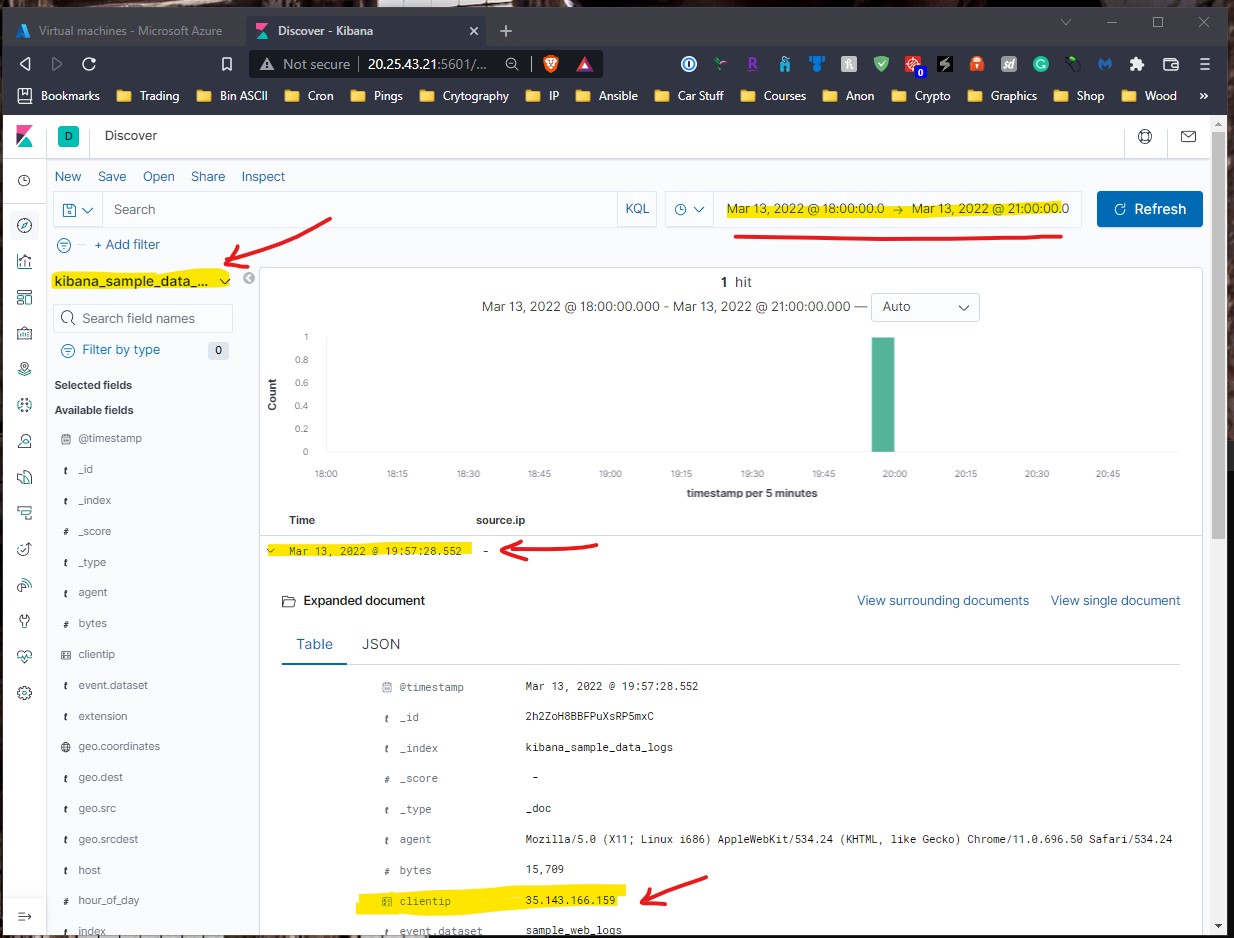 Virtual machines - Microsoft Azure
Discover - Kibana
Not secure
20.25.43.21:5601/...
0
Bookmarks Trading Bin ASCII Cron Pings Crytography IP Ansible Car Stuff Courses Anon Crypto Graphics Shop Wood »
D Discover
New Save Open Share Inspect
Search KQL Mar 13, 2022 @ 18:00:00.0 → Mar 13, 2022 @ 21:00:00.0 Refresh
+ Add filter
kibana_sample_data_...
Search field names
Filter by type 0
Selected fields
Available fields
@timestamp
t _id
t _index
# _score
t _type
t agent
# bytes
clientip
t event.dataset
t extension
geo.coordinates
t geo.dest
t geo.src
t geo.srcdest
t host
# hour_of_day
t index
1 hit
Mar 13, 2022 @ 18:00:00.000 - Mar 13, 2022 @ 21:00:00.000 — Auto
Count
1
0.8
0.6
0.4
0.2
0
18:00 18:15 18:30 18:45 19:00 19:15 19:30 19:45 20:00 20:15 20:30 20:45
timestamp per 5 minutes
Time source.ip
Mar 13, 2022 @ 19:57:28.552 -
Expanded document View surrounding documents View single document
Table JSON
@timestamp Mar 13, 2022 @ 19:57:28.552
t _id 2h2ZoH8BBFPuXsRP5mxC
t _index kibana_sample_data_logs
# _score -
t _type _doc
t agent Mozilla/5.0 (X11; Linux i686) AppleWebKit/534.24 (KHTML, like Gecko) Chrome/11.0.696.50 Safari/534.24
# bytes 15,709
clientip 35.143.166.159
t event.dataset sample_web_logs